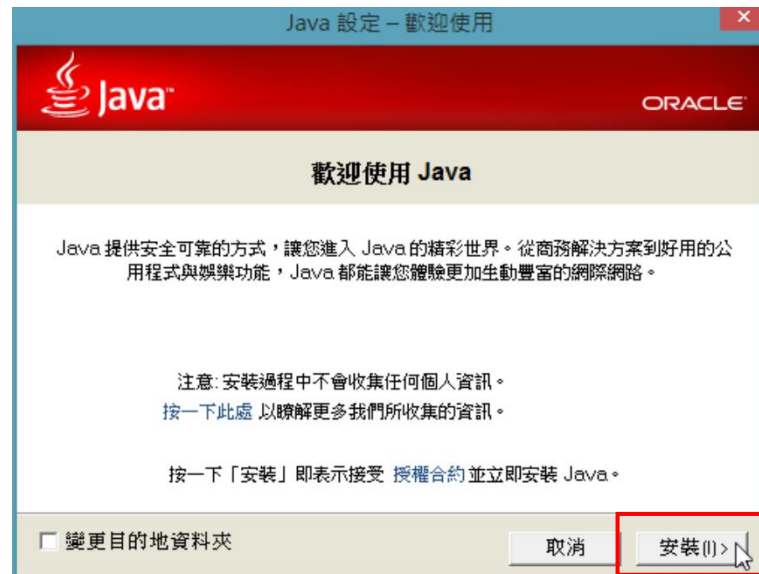 Java 設定 – 歡迎使用
Java™
ORACLE®
歡迎使用 Java
Java 提供安全可靠的方式，讓您進入 Java 的精彩世界。從商務解決方案到好用的公
用程式與娛樂功能，Java 都能讓您體驗更加生動豐富的網際網路。
注意: 安裝過程中不會收集任何個人資訊。
按一下此處 以瞭解更多我們所收集的資訊。
按一下「安裝」即表示接受 授權合約 並立即安裝 Java。
變更目的地資料夾
取消
安裝(I) >